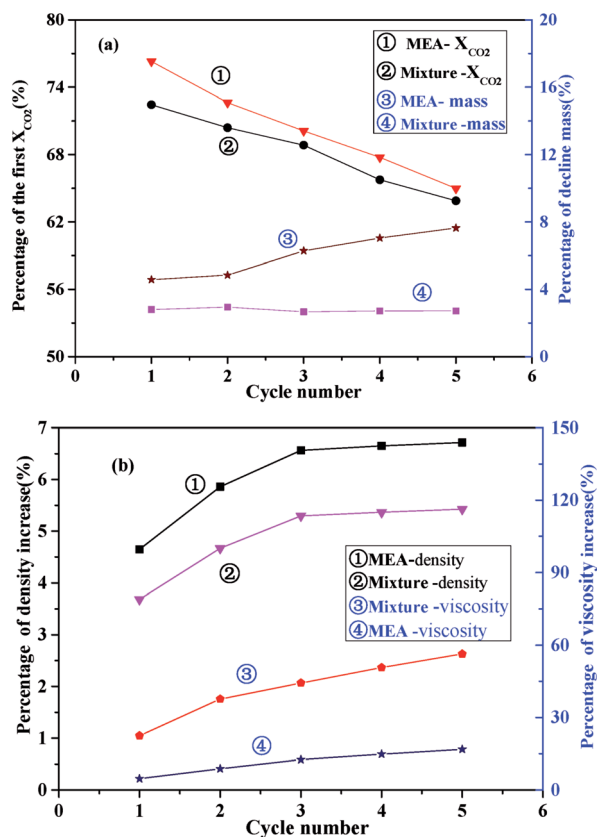 (a)
① MEA- X_CO2
② Mixture -X_CO2
③ MEA- mass
④ Mixture -mass
Percentage of the first X_CO2(%)
Percentage of decline mass(%)
80
74
68
62
56
50
20
16
12
8
4
0
①
②
③
④
0 1 2 3 4 5 6
Cycle number
(b)
①MEA-density
②Mixture -density
③Mixture -viscosity
④MEA -viscosity
Percentage of density increase(%)
Percentage of viscosity increase(%)
7
6
5
4
3
2
1
0
150
120
90
60
30
0
①
②
③
④
0 1 2 3 4 5 6
Cycle number